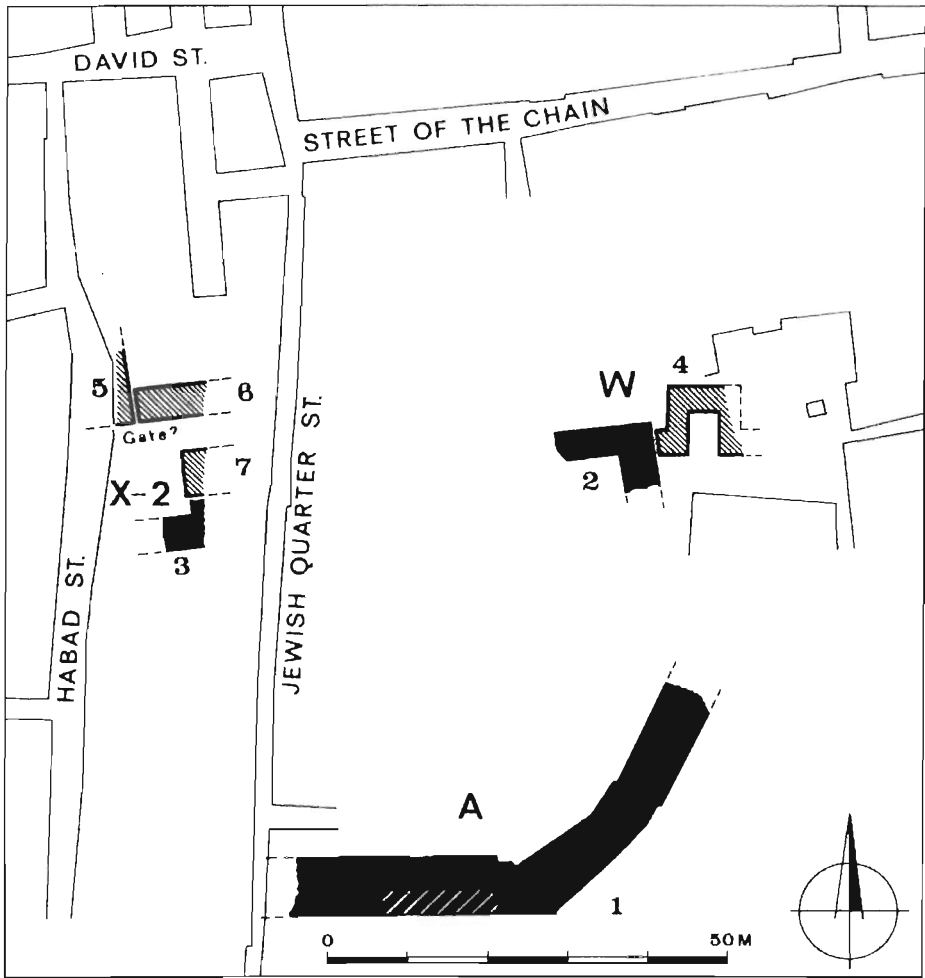 DAVID ST.
STREET OF THE CHAIN
5
6
Gate?
7
X-2
3
W
4
2
HABAD ST.
JEWISH QUARTER ST.
A
1
0
50 M